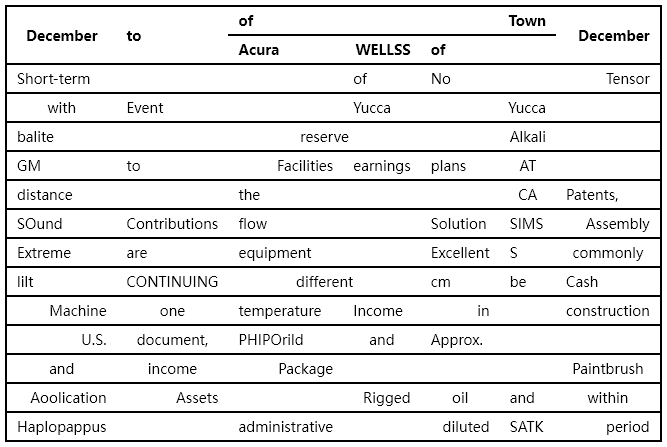 of Town
December to December
Acura WELLSS of
Short-term of No Tensor
with Event Yucca Yucca
balite reserve Alkali
GM to Facilities earnings plans AT
distance the CA Patents,
SOund Contributions flow Solution SIMS Assembly
Extreme are equipment Excellent S commonly
lilt CONTINUING different cm be Cash
Machine one temperature Income in construction
U.S. document, PHIPOrild and Approx.
and income Package Paintbrush
Aoolication Assets Rigged oil and within
Haplopappus administrative diluted SATK period